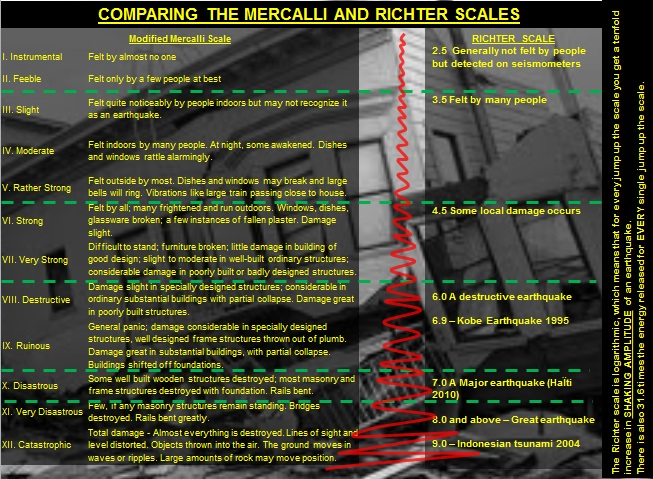 COMPARING THE MERCALLI AND RICHTER SCALES
Modified Mercalli Scale
I. Instrumental
Felt by almost no one
II. Feeble
Felt only by a few people at best
III. Slight
Felt quite noticeably by people indoors but may not recognize it
as an earthquake.
IV. Moderate
Felt indoors by many people. At night, some awakened. Dishes
and windows rattle alarmingly.
V. Rather Strong
Felt outside by most. Dishes and windows may break and large
bells will ring. Vibrations like large train passing close to house.
VI. Strong
Felt by all; many frightened and run outdoors. Windows, dishes,
glassware broken; a few instances of fallen plaster. Damage
slight.
VII. Very Strong
Difficult to stand; furniture broken; little damage in building of
good design; slight to moderate in well-built ordinary structures;
considerable damage in poorly built or badly designed structures.
VIII. Destructive
Damage slight in specially designed structures; considerable in
ordinary substantial buildings with partial collapse. Damage great
in poorly built structures.
IX. Ruinous
General panic; damage considerable in specially designed
structures, well designed frame structures thrown out of plumb.
Damage great in substantial buildings, with partial collapse.
Buildings shifted off foundations.
X. Disastrous
Some well built wooden structures destroyed; most masonry and
frame structures destroyed with foundation. Rails bent.
XI. Very Disastrous
Few, if any masonry structures remain standing. Bridges
destroyed. Rails bent greatly.
XII. Catastrophic
Total damage - Almost everything is destroyed. Lines of sight and
level distorted. Objects thrown into the air. The ground moves in
waves or ripples. Large amounts of rock may move position.
RICHTER SCALE
2.5 Generally not felt by people
but detected on seismometers
3.5 Felt by many people
4.5 Some local damage occurs
6.0 A destructive earthquake
6.9 – Kobe Earthquake 1995
7.0 A Major earthquake (Haiti
2010)
8.0 and above – Great earthquake
9.0 – Indonesian tsunami 2004
The Richter scale is logarithmic, which means that for every jump up the scale you get a tenfold
increase in SHAKING AMPLITUDE of an earthquake.
There is also 31.6 times the energy released for EVERY single jump up the scale.